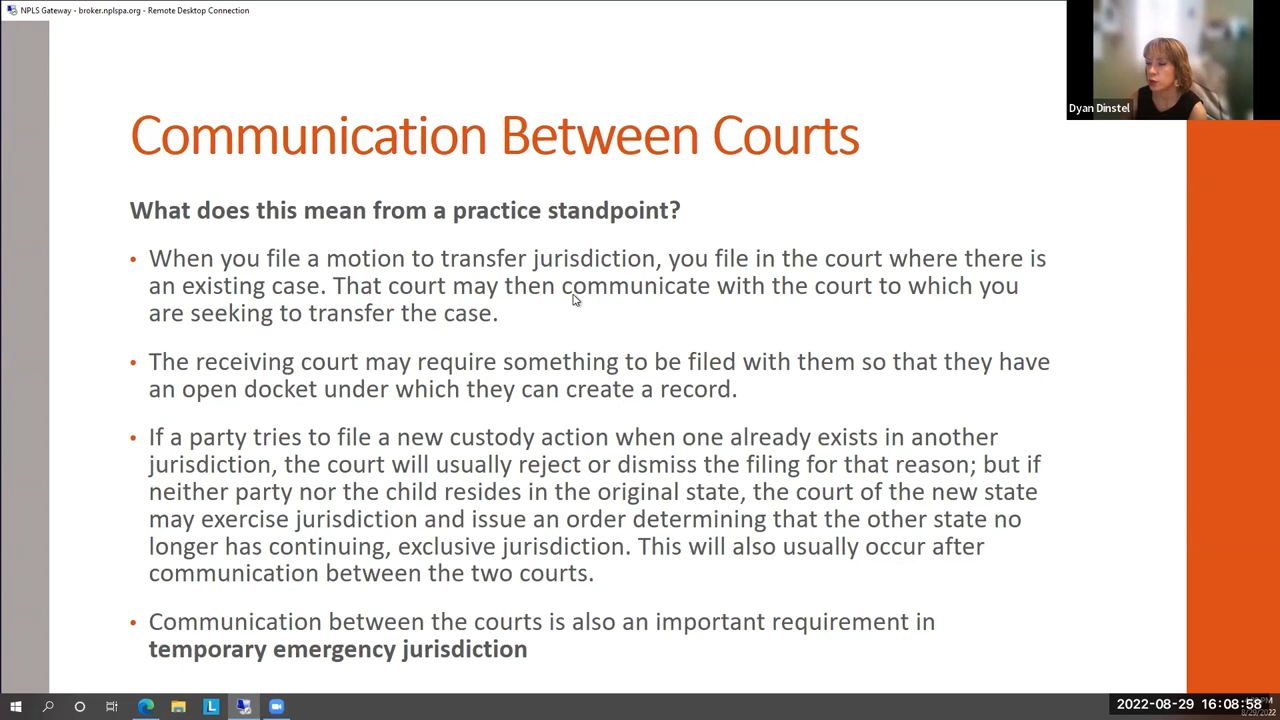 NPLS Gateway - broker.nplspa.org - Remote Desktop Connection
Dyan Dinstel
Communication Between Courts
What does this mean from a practice standpoint?
• When you file a motion to transfer jurisdiction, you file in the court where there is
an existing case. That court may then communicate with the court to which you
are seeking to transfer the case.
• The receiving court may require something to be filed with them so that they have
an open docket under which they can create a record.
• If a party tries to file a new custody action when one already exists in another
jurisdiction, the court will usually reject or dismiss the filing for that reason; but if
neither party nor the child resides in the original state, the court of the new state
may exercise jurisdiction and issue an order determining that the other state no
longer has continuing, exclusive jurisdiction. This will also usually occur after
communication between the two courts.
• Communication between the courts is also an important requirement in
temporary emergency jurisdiction
L
2022-08-29 16:08:58